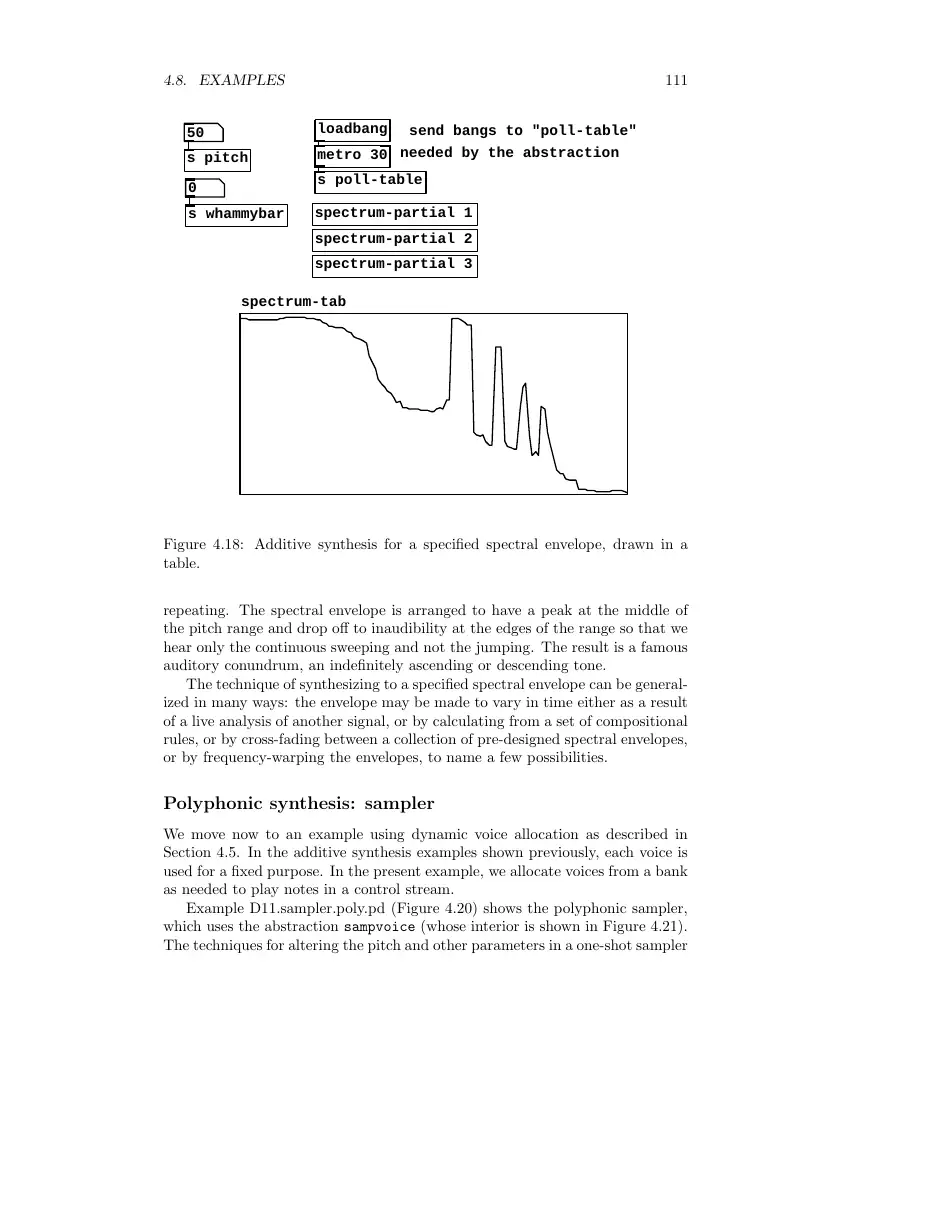 4.8. EXAMPLES 111
50
s pitch
0
s whammybar
loadbang
metro 30
s poll-table
send bangs to "poll-table"
needed by the abstraction
spectrum-partial 1
spectrum-partial 2
spectrum-partial 3
spectrum-tab
Figure 4.18: Additive synthesis for a specified spectral envelope, drawn in a
table.
repeating. The spectral envelope is arranged to have a peak at the middle of
the pitch range and drop off to inaudibility at the edges of the range so that we
hear only the continuous sweeping and not the jumping. The result is a famous
auditory conundrum, an indefinitely ascending or descending tone.
The technique of synthesizing to a specified spectral envelope can be general-
ized in many ways: the envelope may be made to vary in time either as a result
of a live analysis of another signal, or by calculating from a set of compositional
rules, or by cross-fading between a collection of pre-designed spectral envelopes,
or by frequency-warping the envelopes, to name a few possibilities.
Polyphonic synthesis: sampler
We move now to an example using dynamic voice allocation as described in
Section 4.5. In the additive synthesis examples shown previously, each voice is
used for a fixed purpose. In the present example, we allocate voices from a bank
as needed to play notes in a control stream.
Example D11.sampler.poly.pd (Figure 4.20) shows the polyphonic sampler,
which uses the abstraction sampvoice (whose interior is shown in Figure 4.21).
The techniques for altering the pitch and other parameters in a one-shot sampler